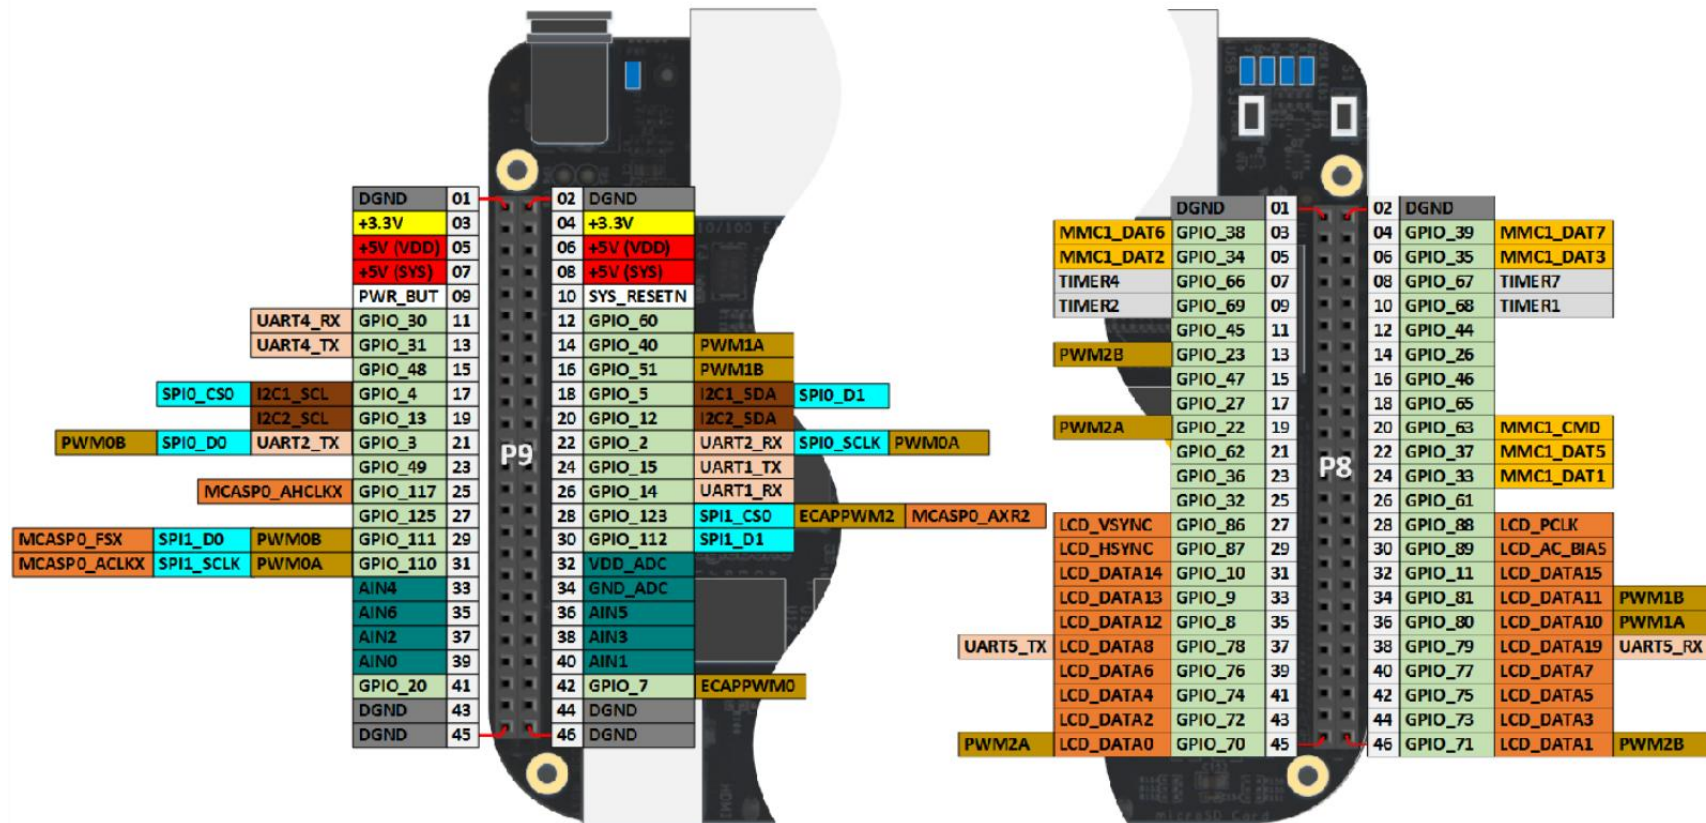 DGND 01 02 DGND
+3.3V 03 04 +3.3V
+5V (VDD) 05 06 +5V (VDD)
+5V (SYS) 07 08 +5V (SYS)
PWR_BUT 09 10 SYS_RESETN
UART4_RX GPIO_30 11 12 GPIO_60
UART4_TX GPIO_31 13 14 GPIO_40 PWM1A
GPIO_48 15 16 GPIO_51 PWM1B
SPI0_CS0 I2C1_SCL GPIO_4 17 18 GPIO_5 I2C1_SDA SPI0_D1
I2C2_SCL GPIO_13 19 20 GPIO_12 I2C2_SDA
PWM0B SPI0_D0 UART2_TX GPIO_3 21 22 GPIO_2 UART2_RX SPI0_SCLK PWM0A
P9
GPIO_49 23 24 GPIO_15 UART1_TX
MCASP0_AHCLKX GPIO_117 25 26 GPIO_14 UART1_RX
GPIO_125 27 28 GPIO_123 SPI1_CS0 ECAPPWM2 MCASP0_AXR2
MCASP0_FSX SPI1_D0 PWM0B GPIO_111 29 30 GPIO_112 SPI1_D1
MCASP0_ACLKX SPI1_SCLK PWM0A GPIO_110 31 32 VDD_ADC
AIN4 33 34 GND_ADC
AIN6 35 36 AIN5
AIN2 37 38 AIN3
AIN0 39 40 AIN1
GPIO_20 41 42 GPIO_7 ECAPPWM0
DGND 43 44 DGND
DGND 45 46 DGND
HDMI
USB
S1
DGND 01 02 DGND
MMC1_DAT6 GPIO_38 03 04 GPIO_39 MMC1_DAT7
MMC1_DAT2 GPIO_34 05 06 GPIO_35 MMC1_DAT3
TIMER4 GPIO_66 07 08 GPIO_67 TIMER7
TIMER2 GPIO_69 09 10 GPIO_68 TIMER1
GPIO_45 11 12 GPIO_44
PWM2B GPIO_23 13 14 GPIO_26
GPIO_47 15 16 GPIO_46
GPIO_27 17 18 GPIO_65
PWM2A GPIO_22 19 20 GPIO_63 MMC1_CMD
GPIO_62 21 22 GPIO_37 MMC1_DAT5
P8
GPIO_36 23 24 GPIO_33 MMC1_DAT1
GPIO_32 25 26 GPIO_61
LCD_VSYNC GPIO_86 27 28 GPIO_88 LCD_PCLK
LCD_HSYNC GPIO_87 29 30 GPIO_89 LCD_AC_BIAS
LCD_DATA14 GPIO_10 31 32 GPIO_11 LCD_DATA15
LCD_DATA13 GPIO_9 33 34 GPIO_81 LCD_DATA11 PWM1B
LCD_DATA12 GPIO_8 35 36 GPIO_80 LCD_DATA10 PWM1A
UART5_TX LCD_DATA8 GPIO_78 37 38 GPIO_79 LCD_DATA19 UART5_RX
LCD_DATA6 GPIO_76 39 40 GPIO_77 LCD_DATA7
LCD_DATA4 GPIO_74 41 42 GPIO_75 LCD_DATA5
LCD_DATA2 GPIO_72 43 44 GPIO_73 LCD_DATA3
PWM2A LCD_DATA0 GPIO_70 45 46 GPIO_71 LCD_DATA1 PWM2B
microSD Card